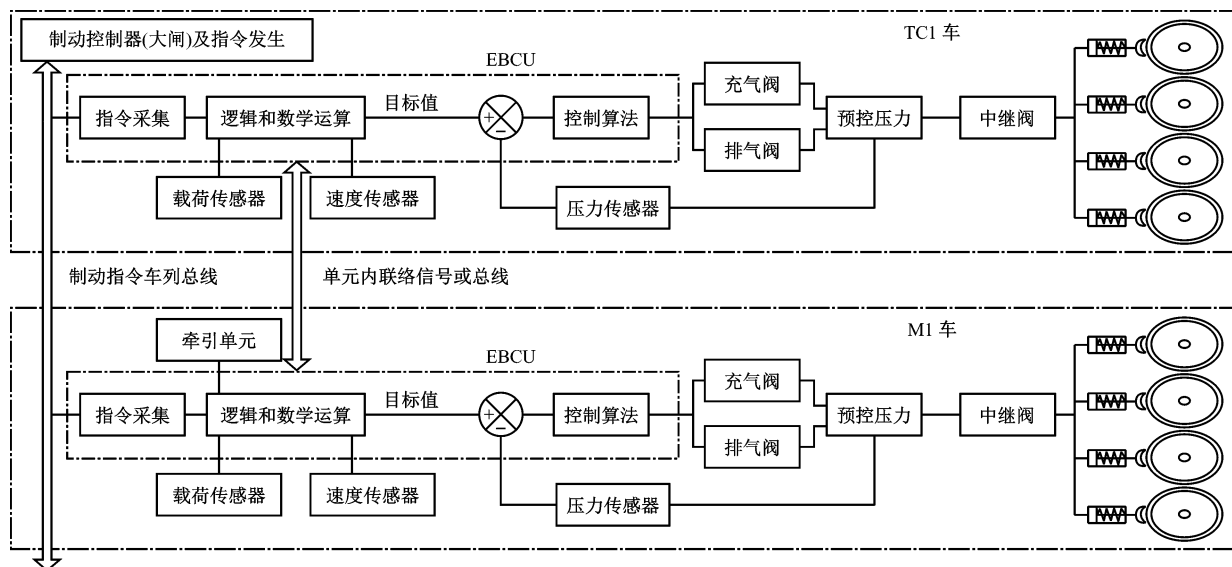 制动控制器(大闸)及指令发生
TC1 车
EBCU
指令采集
逻辑和数学运算
目标值
+
−
控制算法
充气阀
排气阀
预控压力
中继阀
载荷传感器
速度传感器
压力传感器
制动指令车列总线
单元内联络信号或总线
M1 车
牵引单元
EBCU
指令采集
逻辑和数学运算
目标值
+
−
控制算法
充气阀
排气阀
预控压力
中继阀
载荷传感器
速度传感器
压力传感器